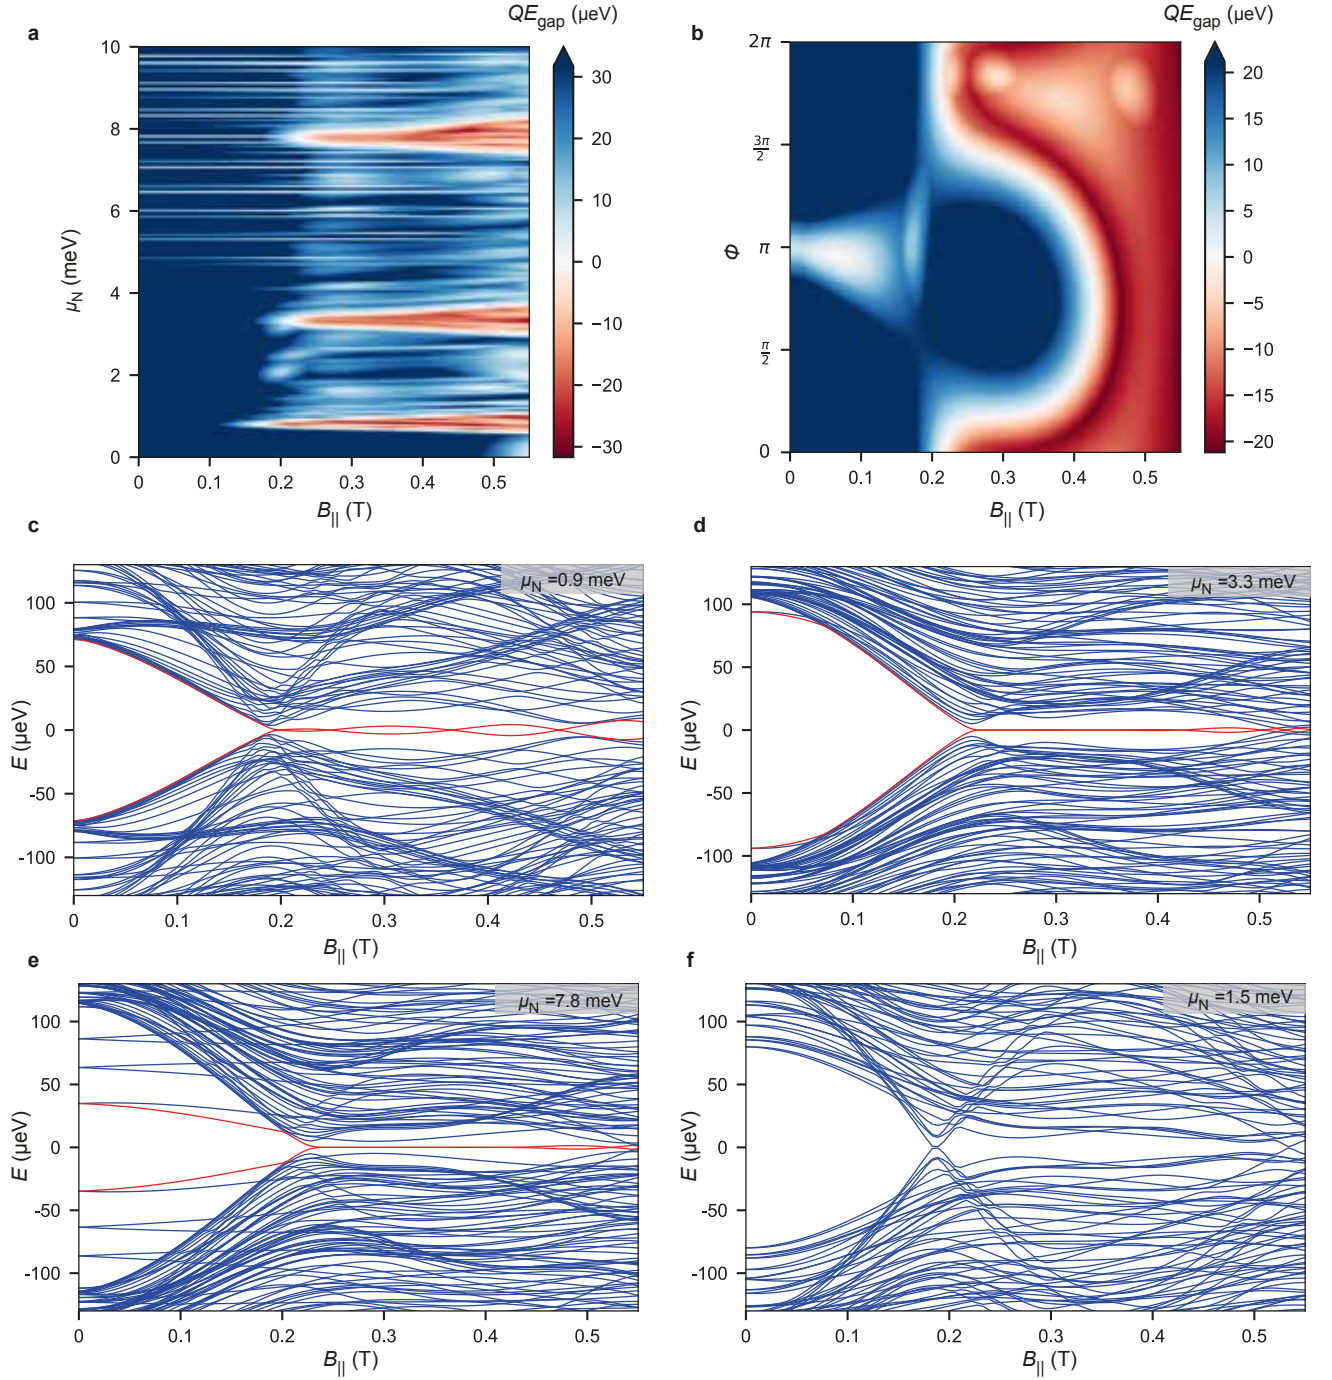 a
QE_gap (µeV)
10
8
6
4
2
0
µ_N (meV)
0
0.1
0.2
0.3
0.4
0.5
B_|| (T)
30
20
10
0
−10
−20
−30
b
QE_gap (µeV)
2π
3π/2
π
π/2
0
Φ
0
0.1
0.2
0.3
0.4
0.5
B_|| (T)
20
15
10
5
0
−5
−10
−15
−20
c
µ_N =0.9 meV
100
50
0
-50
-100
E (µeV)
0
0.1
0.2
0.3
0.4
0.5
B_|| (T)
d
µ_N =3.3 meV
100
50
0
-50
-100
E (µeV)
0
0.1
0.2
0.3
0.4
0.5
B_|| (T)
e
µ_N =7.8 meV
100
50
0
-50
-100
E (µeV)
0
0.1
0.2
0.3
0.4
0.5
B_|| (T)
f
µ_N =1.5 meV
100
50
0
-50
-100
E (µeV)
0
0.1
0.2
0.3
0.4
0.5
B_|| (T)